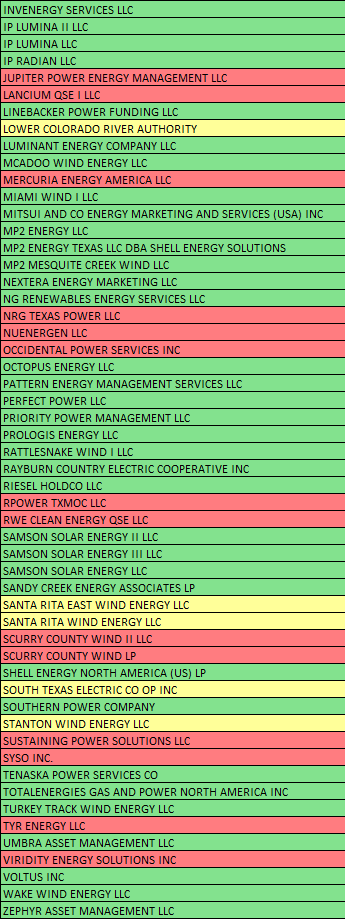 INVENERGY SERVICES LLC
IP LUMINA II LLC
IP LUMINA LLC
IP RADIAN LLC
JUPITER POWER ENERGY MANAGEMENT LLC
LANCIUM QSE I LLC
LINEBACKER POWER FUNDING LLC
LOWER COLORADO RIVER AUTHORITY
LUMINANT ENERGY COMPANY LLC
MCADOO WIND ENERGY LLC
MERCURIA ENERGY AMERICA LLC
MIAMI WIND I LLC
MITSUI AND CO ENERGY MARKETING AND SERVICES (USA) INC
MP2 ENERGY LLC
MP2 ENERGY TEXAS LLC DBA SHELL ENERGY SOLUTIONS
MP2 MESQUITE CREEK WIND LLC
NEXTERA ENERGY MARKETING LLC
NG RENEWABLES ENERGY SERVICES LLC
NRG TEXAS POWER LLC
NUENERGEN LLC
OCCIDENTAL POWER SERVICES INC
OCTOPUS ENERGY LLC
PATTERN ENERGY MANAGEMENT SERVICES LLC
PERFECT POWER LLC
PRIORITY POWER MANAGEMENT LLC
PROLOGIS ENERGY LLC
RATTLESNAKE WIND I LLC
RAYBURN COUNTRY ELECTRIC COOPERATIVE INC
RIESEL HOLDCO LLC
RPOWER TXMOC LLC
RWE CLEAN ENERGY QSE LLC
SAMSON SOLAR ENERGY II LLC
SAMSON SOLAR ENERGY III LLC
SAMSON SOLAR ENERGY LLC
SANDY CREEK ENERGY ASSOCIATES LP
SANTA RITA EAST WIND ENERGY LLC
SANTA RITA WIND ENERGY LLC
SCURRY COUNTY WIND II LLC
SCURRY COUNTY WIND LP
SHELL ENERGY NORTH AMERICA (US) LP
SOUTH TEXAS ELECTRIC CO OP INC
SOUTHERN POWER COMPANY
STANTON WIND ENERGY LLC
SUSTAINING POWER SOLUTIONS LLC
SYSO INC.
TENASKA POWER SERVICES CO
TOTALENERGIES GAS AND POWER NORTH AMERICA INC
TURKEY TRACK WIND ENERGY LLC
TYR ENERGY LLC
UMBRA ASSET MANAGEMENT LLC
VIRIDITY ENERGY SOLUTIONS INC
VOLTUS INC
WAKE WIND ENERGY LLC
ZEPHYR ASSET MANAGEMENT LLC